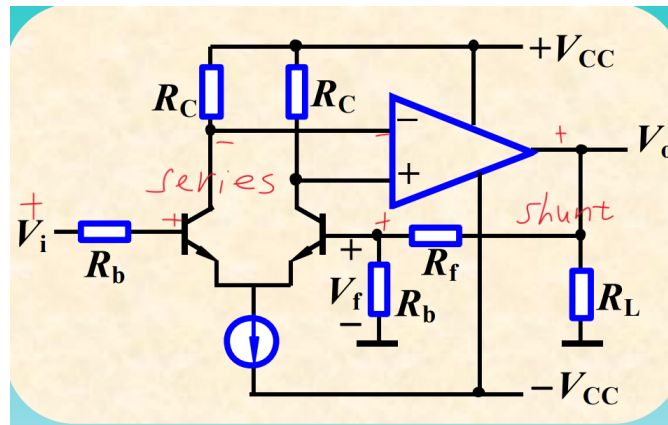 +VCC
RC
RC
−
+
Vo
−
−
+
series
+
shunt
+
+
+
Vi
Rb
+
Vf
−
Rf
Rb
RL
−VCC